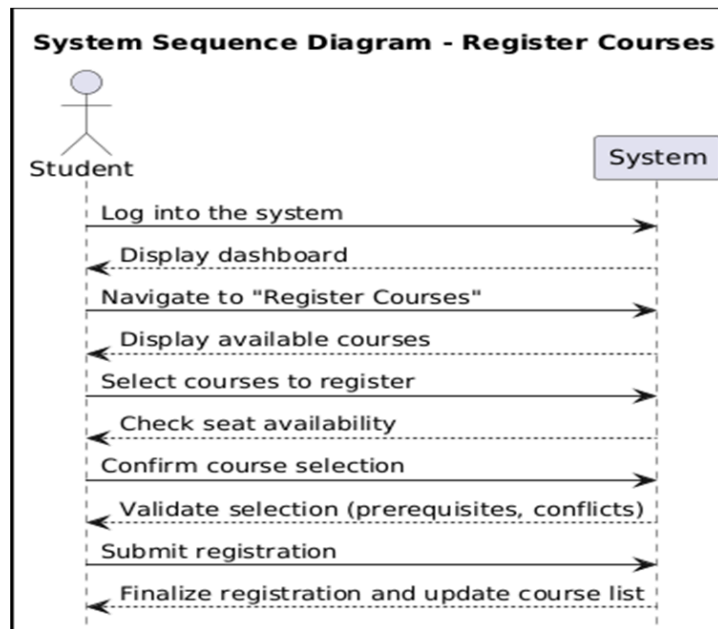 System Sequence Diagram - Register Courses
Student
System
Log into the system
Display dashboard
Navigate to "Register Courses"
Display available courses
Select courses to register
Check seat availability
Confirm course selection
Validate selection (prerequisites, conflicts)
Submit registration
Finalize registration and update course list